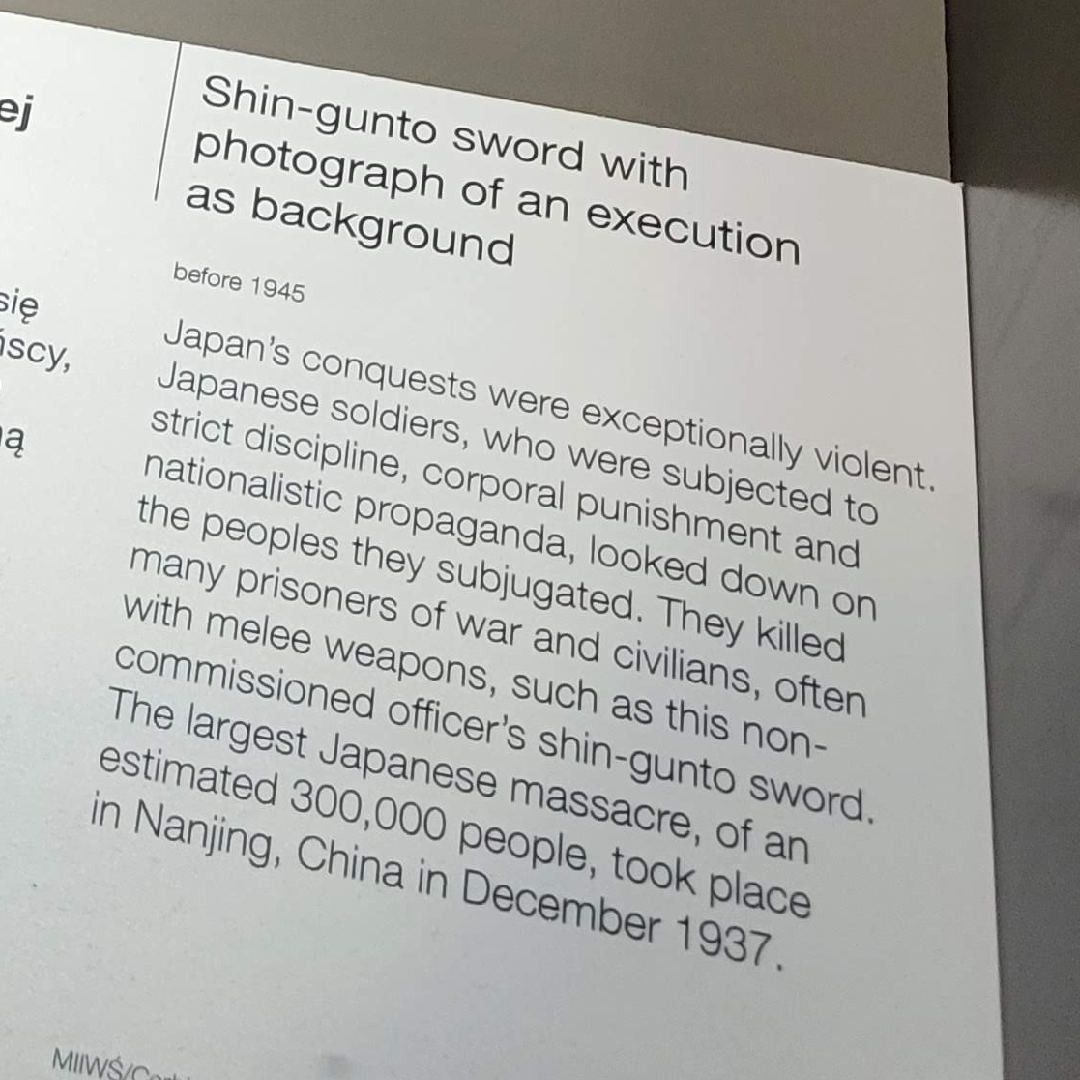 ej
się
ńscy,
ą
Shin-gunto sword with
photograph of an execution
as background
before 1945
Japan's conquests were exceptionally violent.
Japanese soldiers, who were subjected to
strict discipline, corporal punishment and
nationalistic propaganda, looked down on
the peoples they subjugated. They killed
many prisoners of war and civilians, often
with melee weapons, such as this non-
commissioned officer's shin-gunto sword.
The largest Japanese massacre, of an
estimated 300,000 people, took place
in Nanjing, China in December 1937.
MIIWŚ/